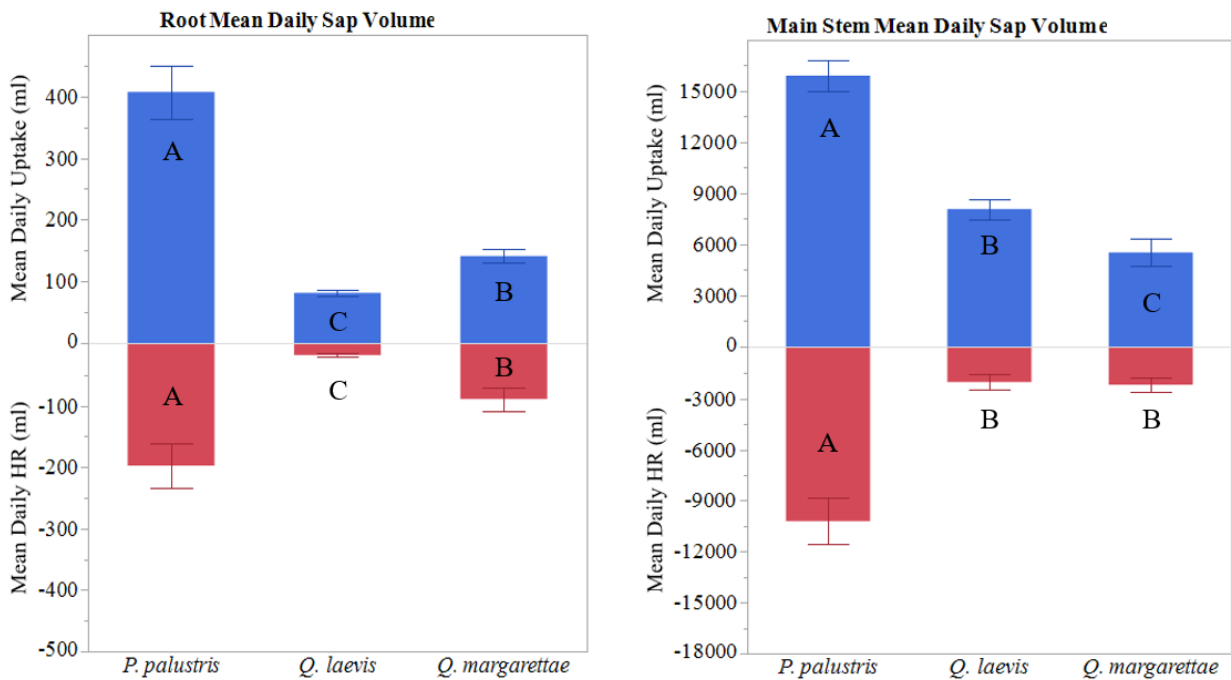 Root Mean Daily Sap Volume
Mean Daily Uptake (ml)
Mean Daily HR (ml)
400
300
200
100
0
-100
-200
-300
-400
-500
A
C
B
A
C
B
P. palustris
Q. laevis
Q. margarettae
Main Stem Mean Daily Sap Volume
Mean Daily Uptake (ml)
Mean Daily HR (ml)
15000
12000
9000
6000
3000
0
-3000
-6000
-9000
-12000
-15000
-18000
A
B
C
A
B
B
P. palustris
Q. laevis
Q. margarettae